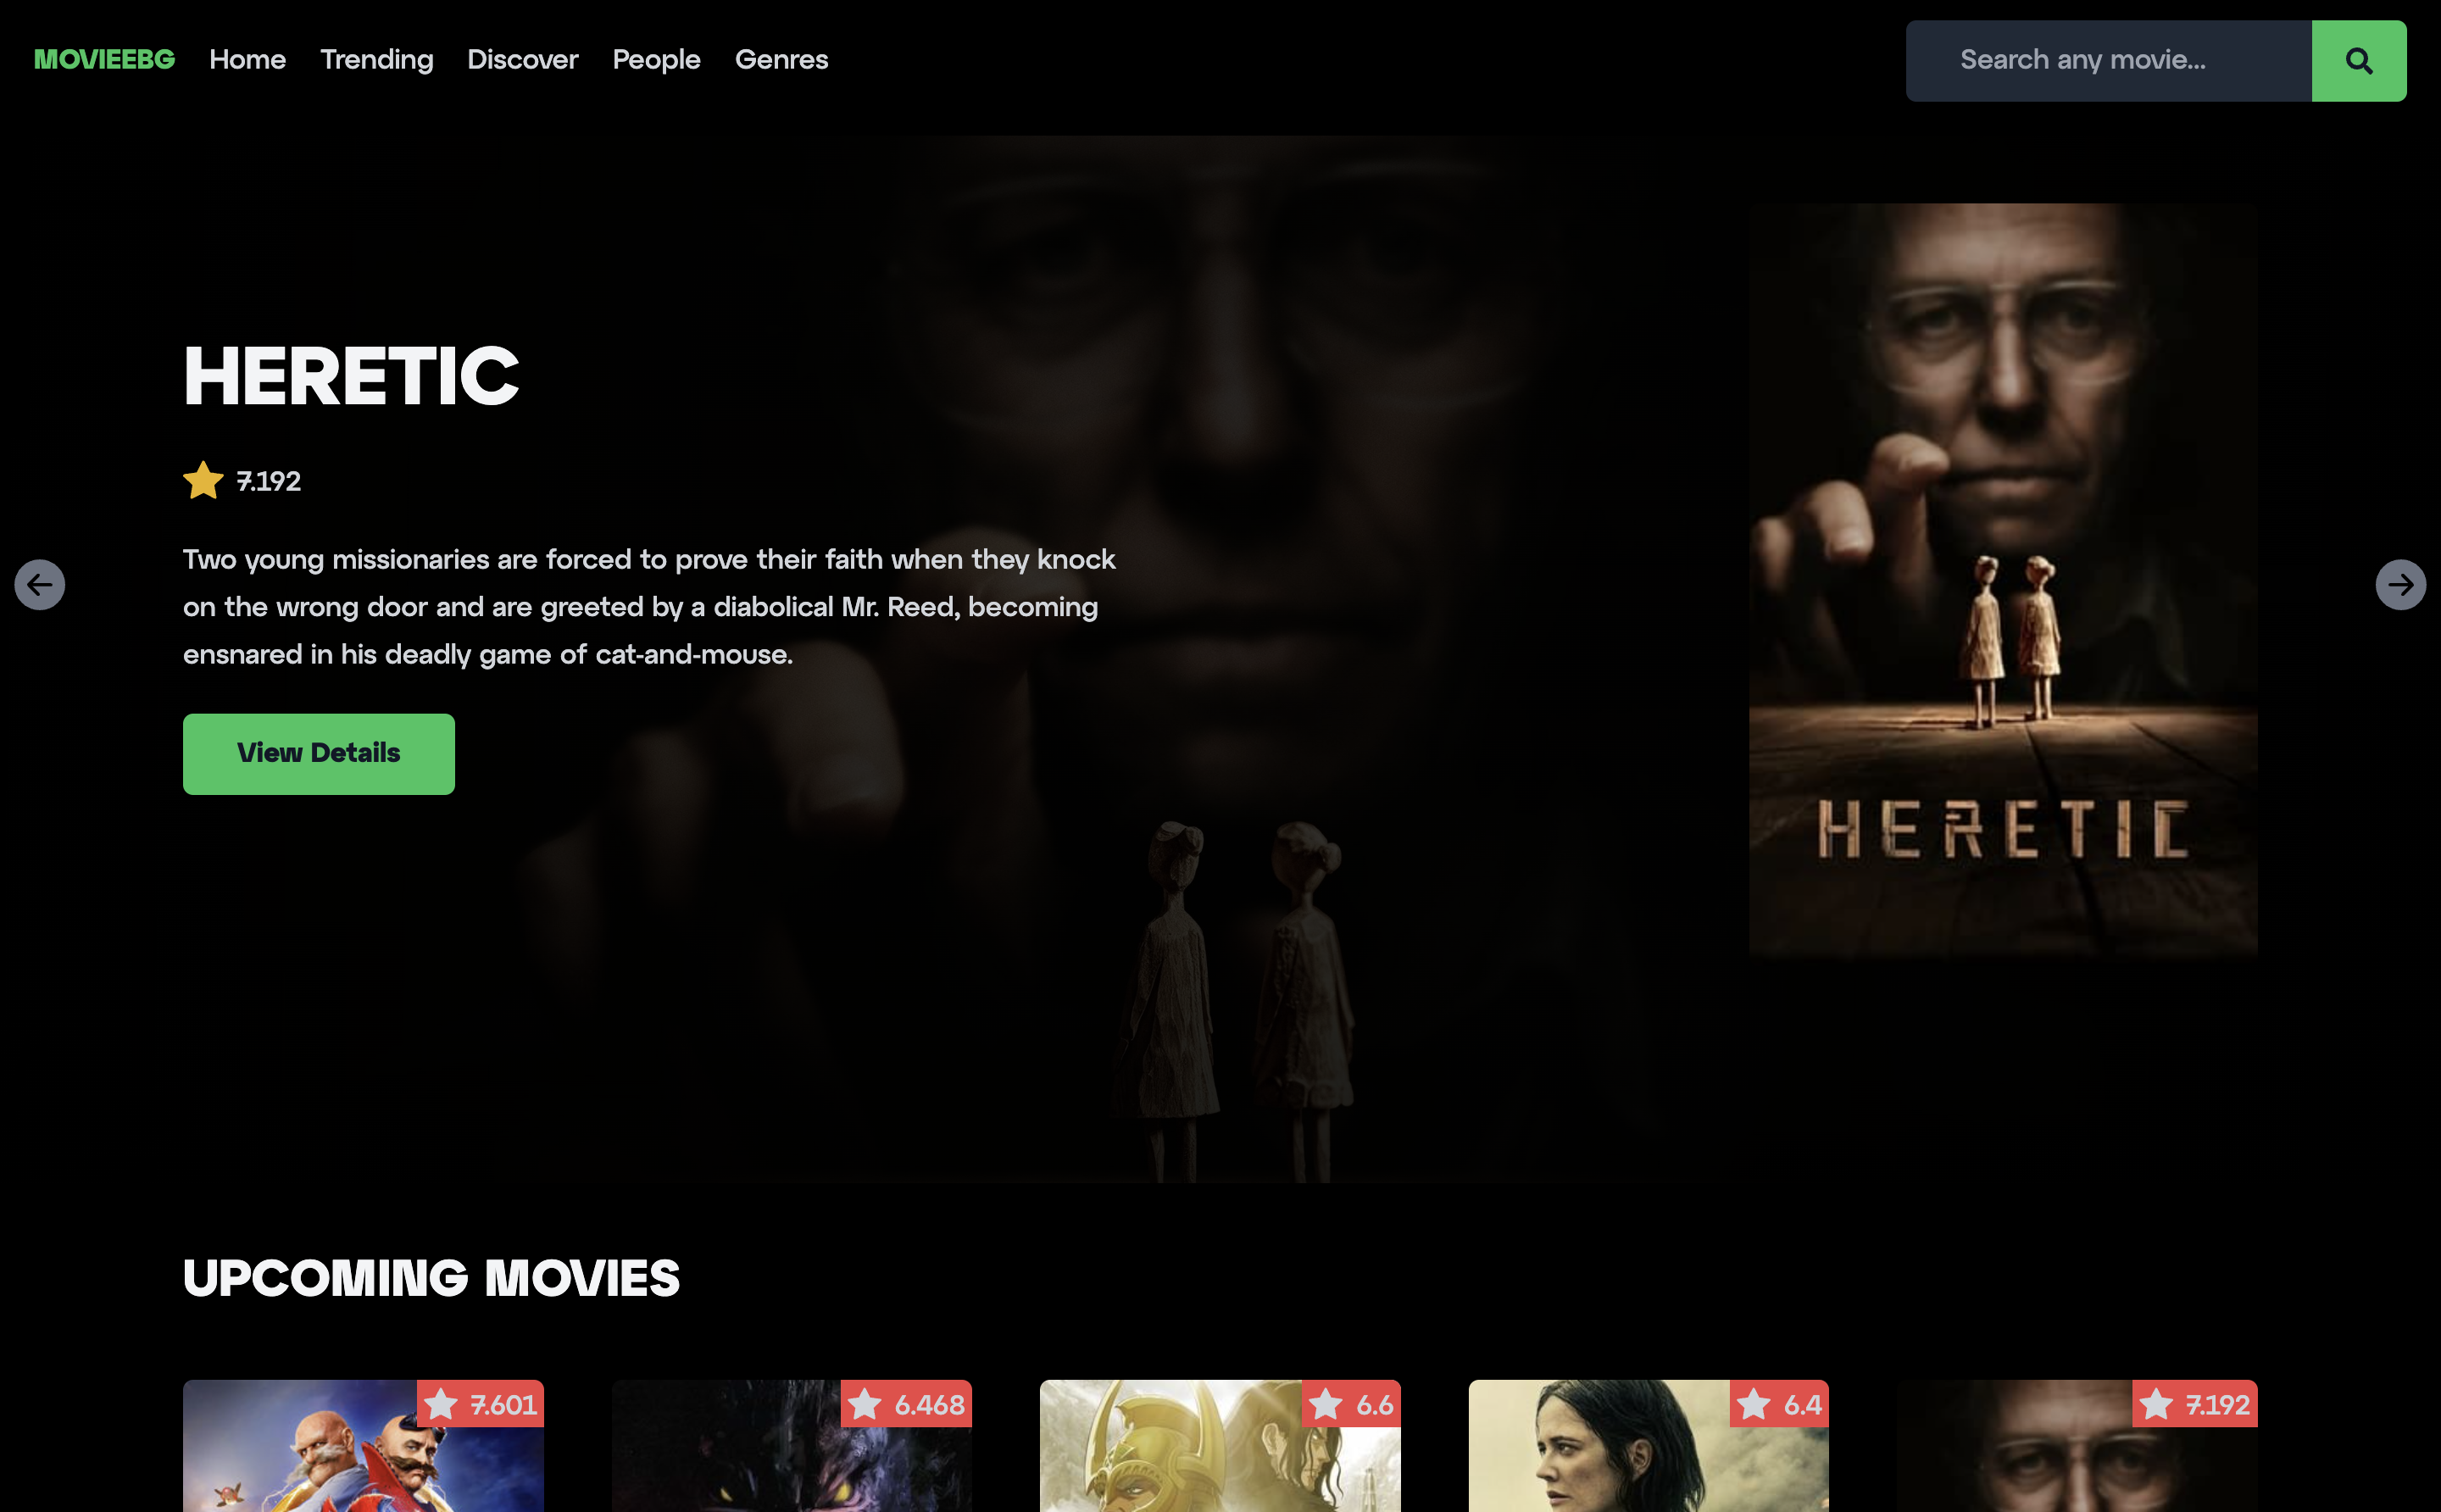 MOVIEEBG Home Trending Discover People Genres Search any movie...
HERETIC
7.192
Two young missionaries are forced to prove their faith when they knock
on the wrong door and are greeted by a diabolical Mr. Reed, becoming
ensnared in his deadly game of cat-and-mouse.
View Details
HERETIC
UPCOMING MOVIES
7.601 6.468 6.6 6.4 7.192